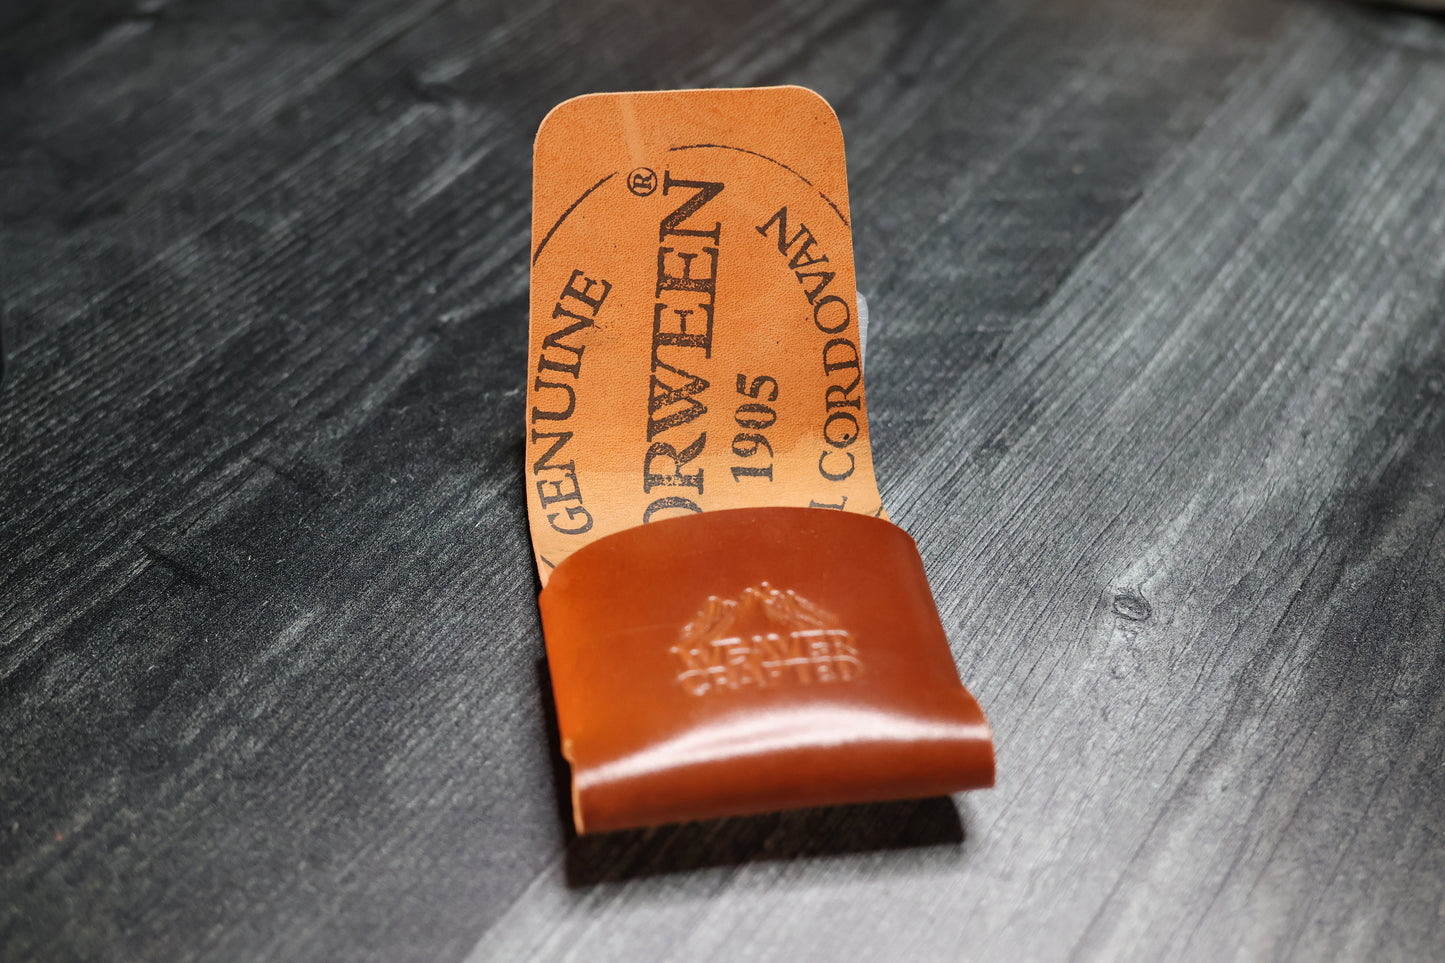 GENUINE
ORWEEN®
1905
L CORDOVAN
WEAVER
CRAFTED